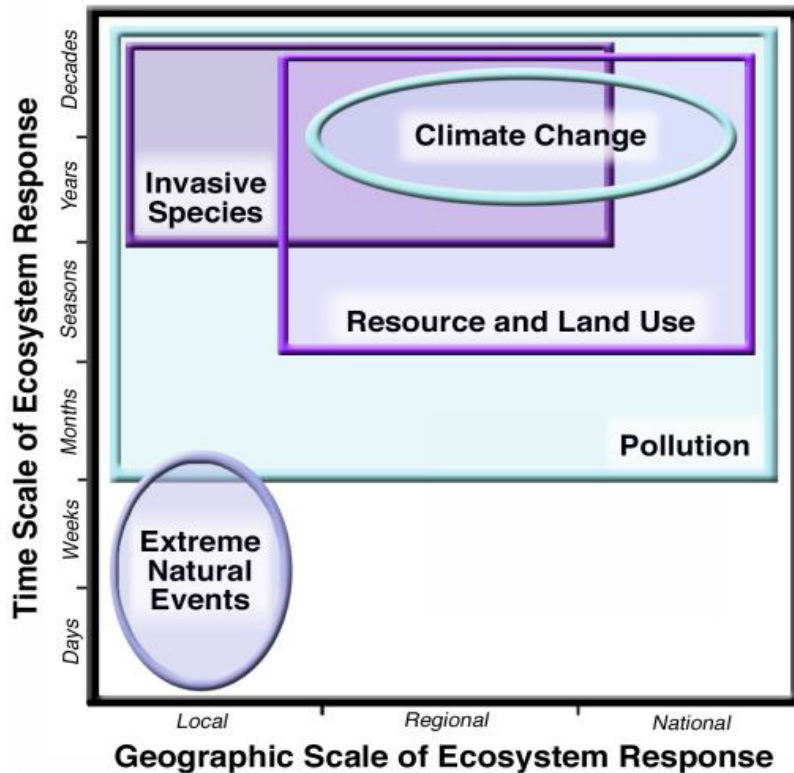 Time Scale of Ecosystem Response
Decades
Years
Seasons
Months
Weeks
Days
Climate Change
Invasive
Species
Resource and Land Use
Pollution
Extreme
Natural
Events
Local
Regional
National
Geographic Scale of Ecosystem Response